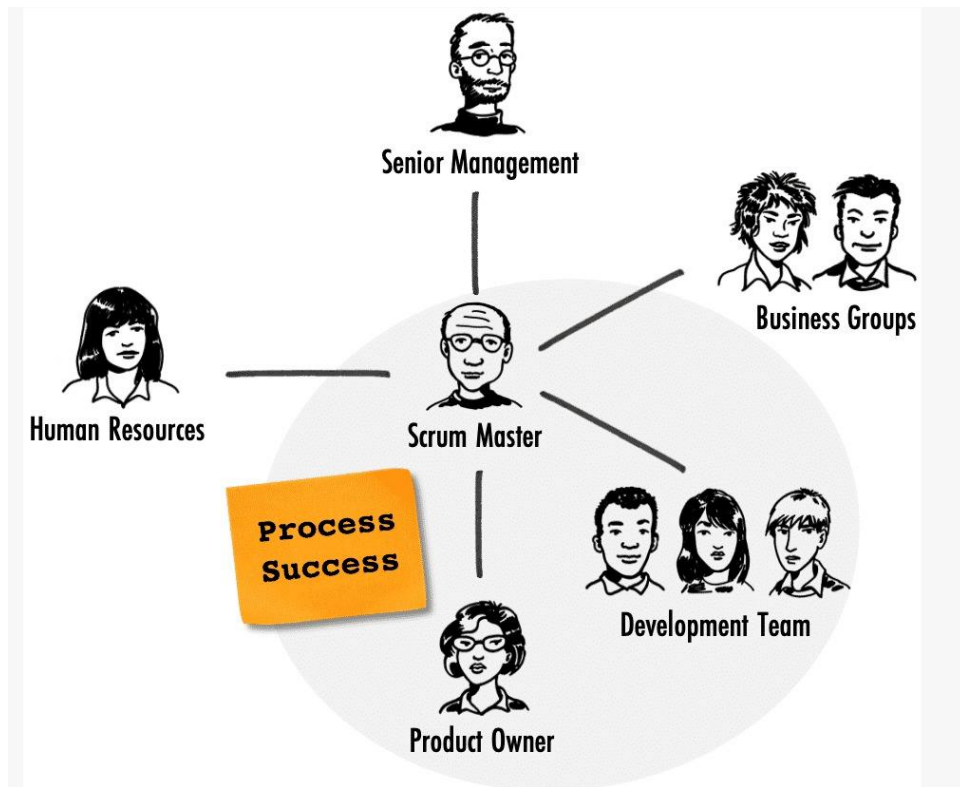 Senior Management
Business Groups
Human Resources
Scrum Master
Process
Success
Development Team
Product Owner